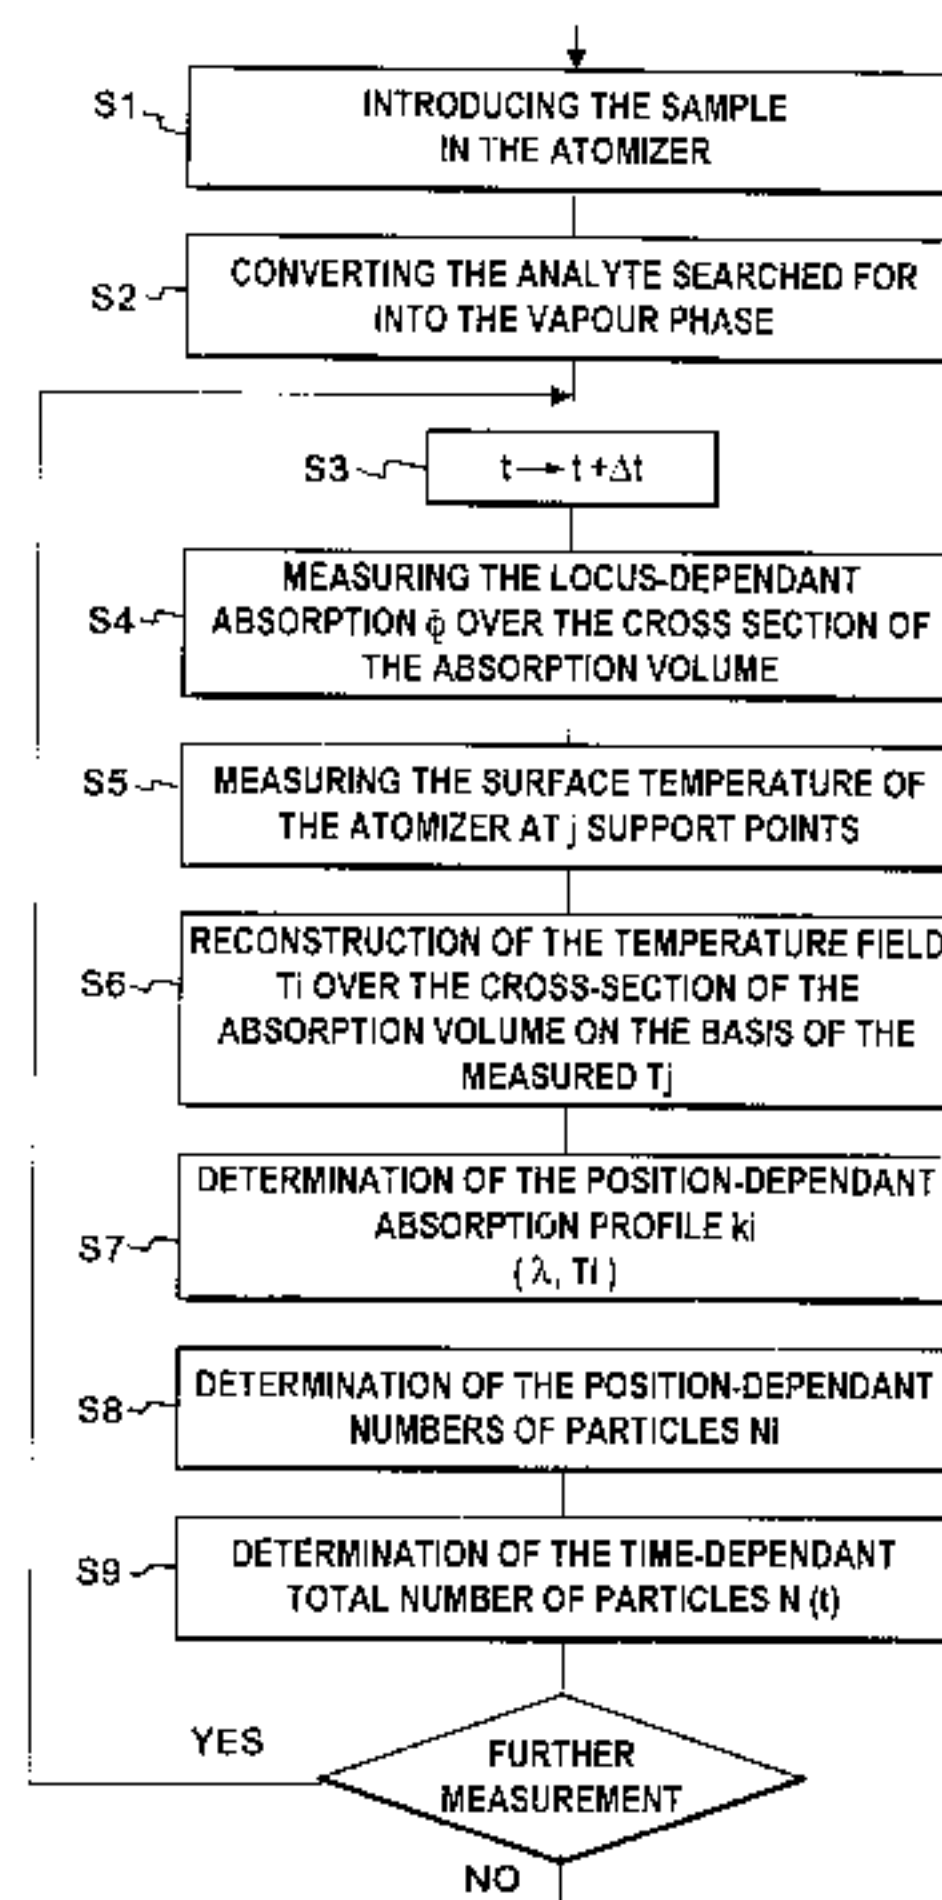 S1
INTRODUCING THE SAMPLE
IN THE ATOMIZER
S2
CONVERTING THE ANALYTE SEARCHED FOR
INTO THE VAPOUR PHASE
S3
t → t + Δt
S4
MEASURING THE LOCUS-DEPENDANT
ABSORPTION ϕ OVER THE CROSS SECTION OF
THE ABSORPTION VOLUME
S5
MEASURING THE SURFACE TEMPERATURE OF
THE ATOMIZER AT j SUPPORT POINTS
S6
RECONSTRUCTION OF THE TEMPERATURE FIELD
Ti OVER THE CROSS-SECTION OF THE
ABSORPTION VOLUME ON THE BASIS OF THE
MEASURED Tj
S7
DETERMINATION OF THE POSITION-DEPENDANT
ABSORPTION PROFILE ki
( λ, Ti )
S8
DETERMINATION OF THE POSITION-DEPENDANT
NUMBERS OF PARTICLES Ni
S9
DETERMINATION OF THE TIME-DEPENDANT
TOTAL NUMBER OF PARTICLES N (t)
YES
FURTHER
MEASUREMENT
NO